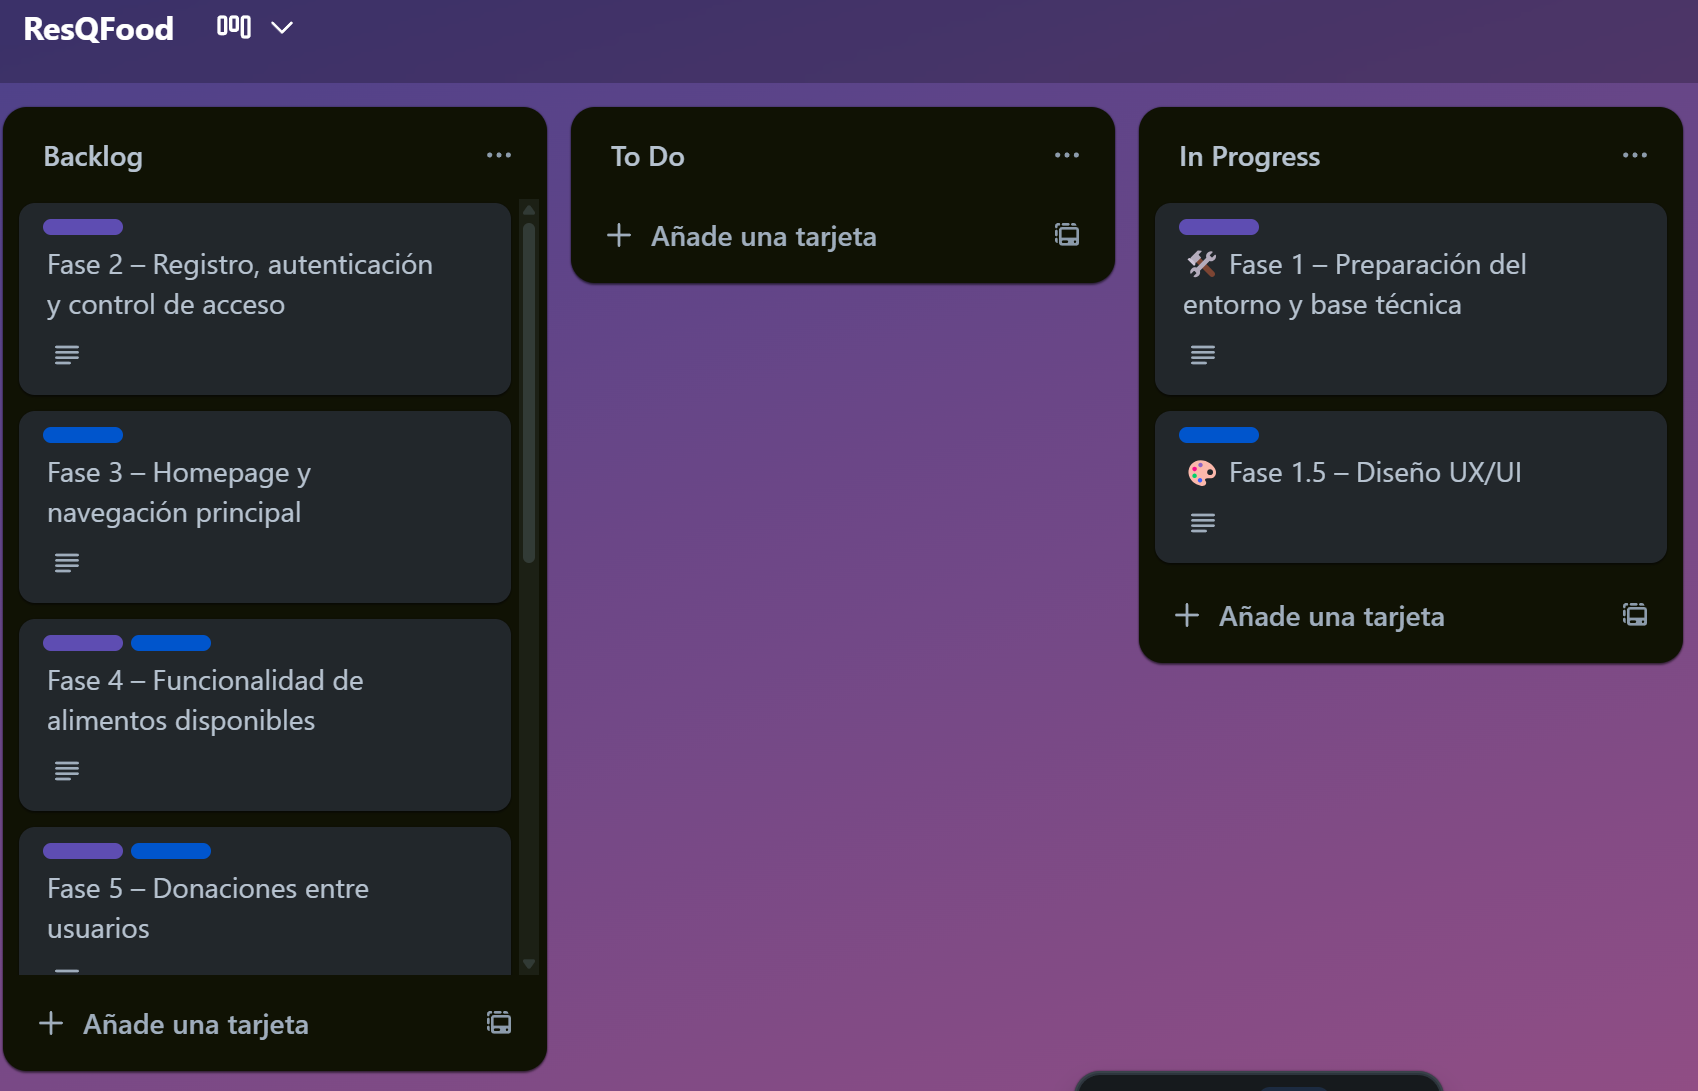 ResQFood
Backlog
Fase 2 – Registro, autenticación
y control de acceso
Fase 3 – Homepage y
navegación principal
Fase 4 – Funcionalidad de
alimentos disponibles
Fase 5 – Donaciones entre
usuarios
Añade una tarjeta
To Do
Añade una tarjeta
In Progress
🛠️ Fase 1 – Preparación del
entorno y base técnica
🎨 Fase 1.5 – Diseño UX/UI
Añade una tarjeta